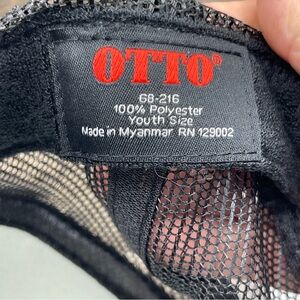 OTTO®
68-216
100% Polyester
Youth Size
Made in Myanmar RN 129002